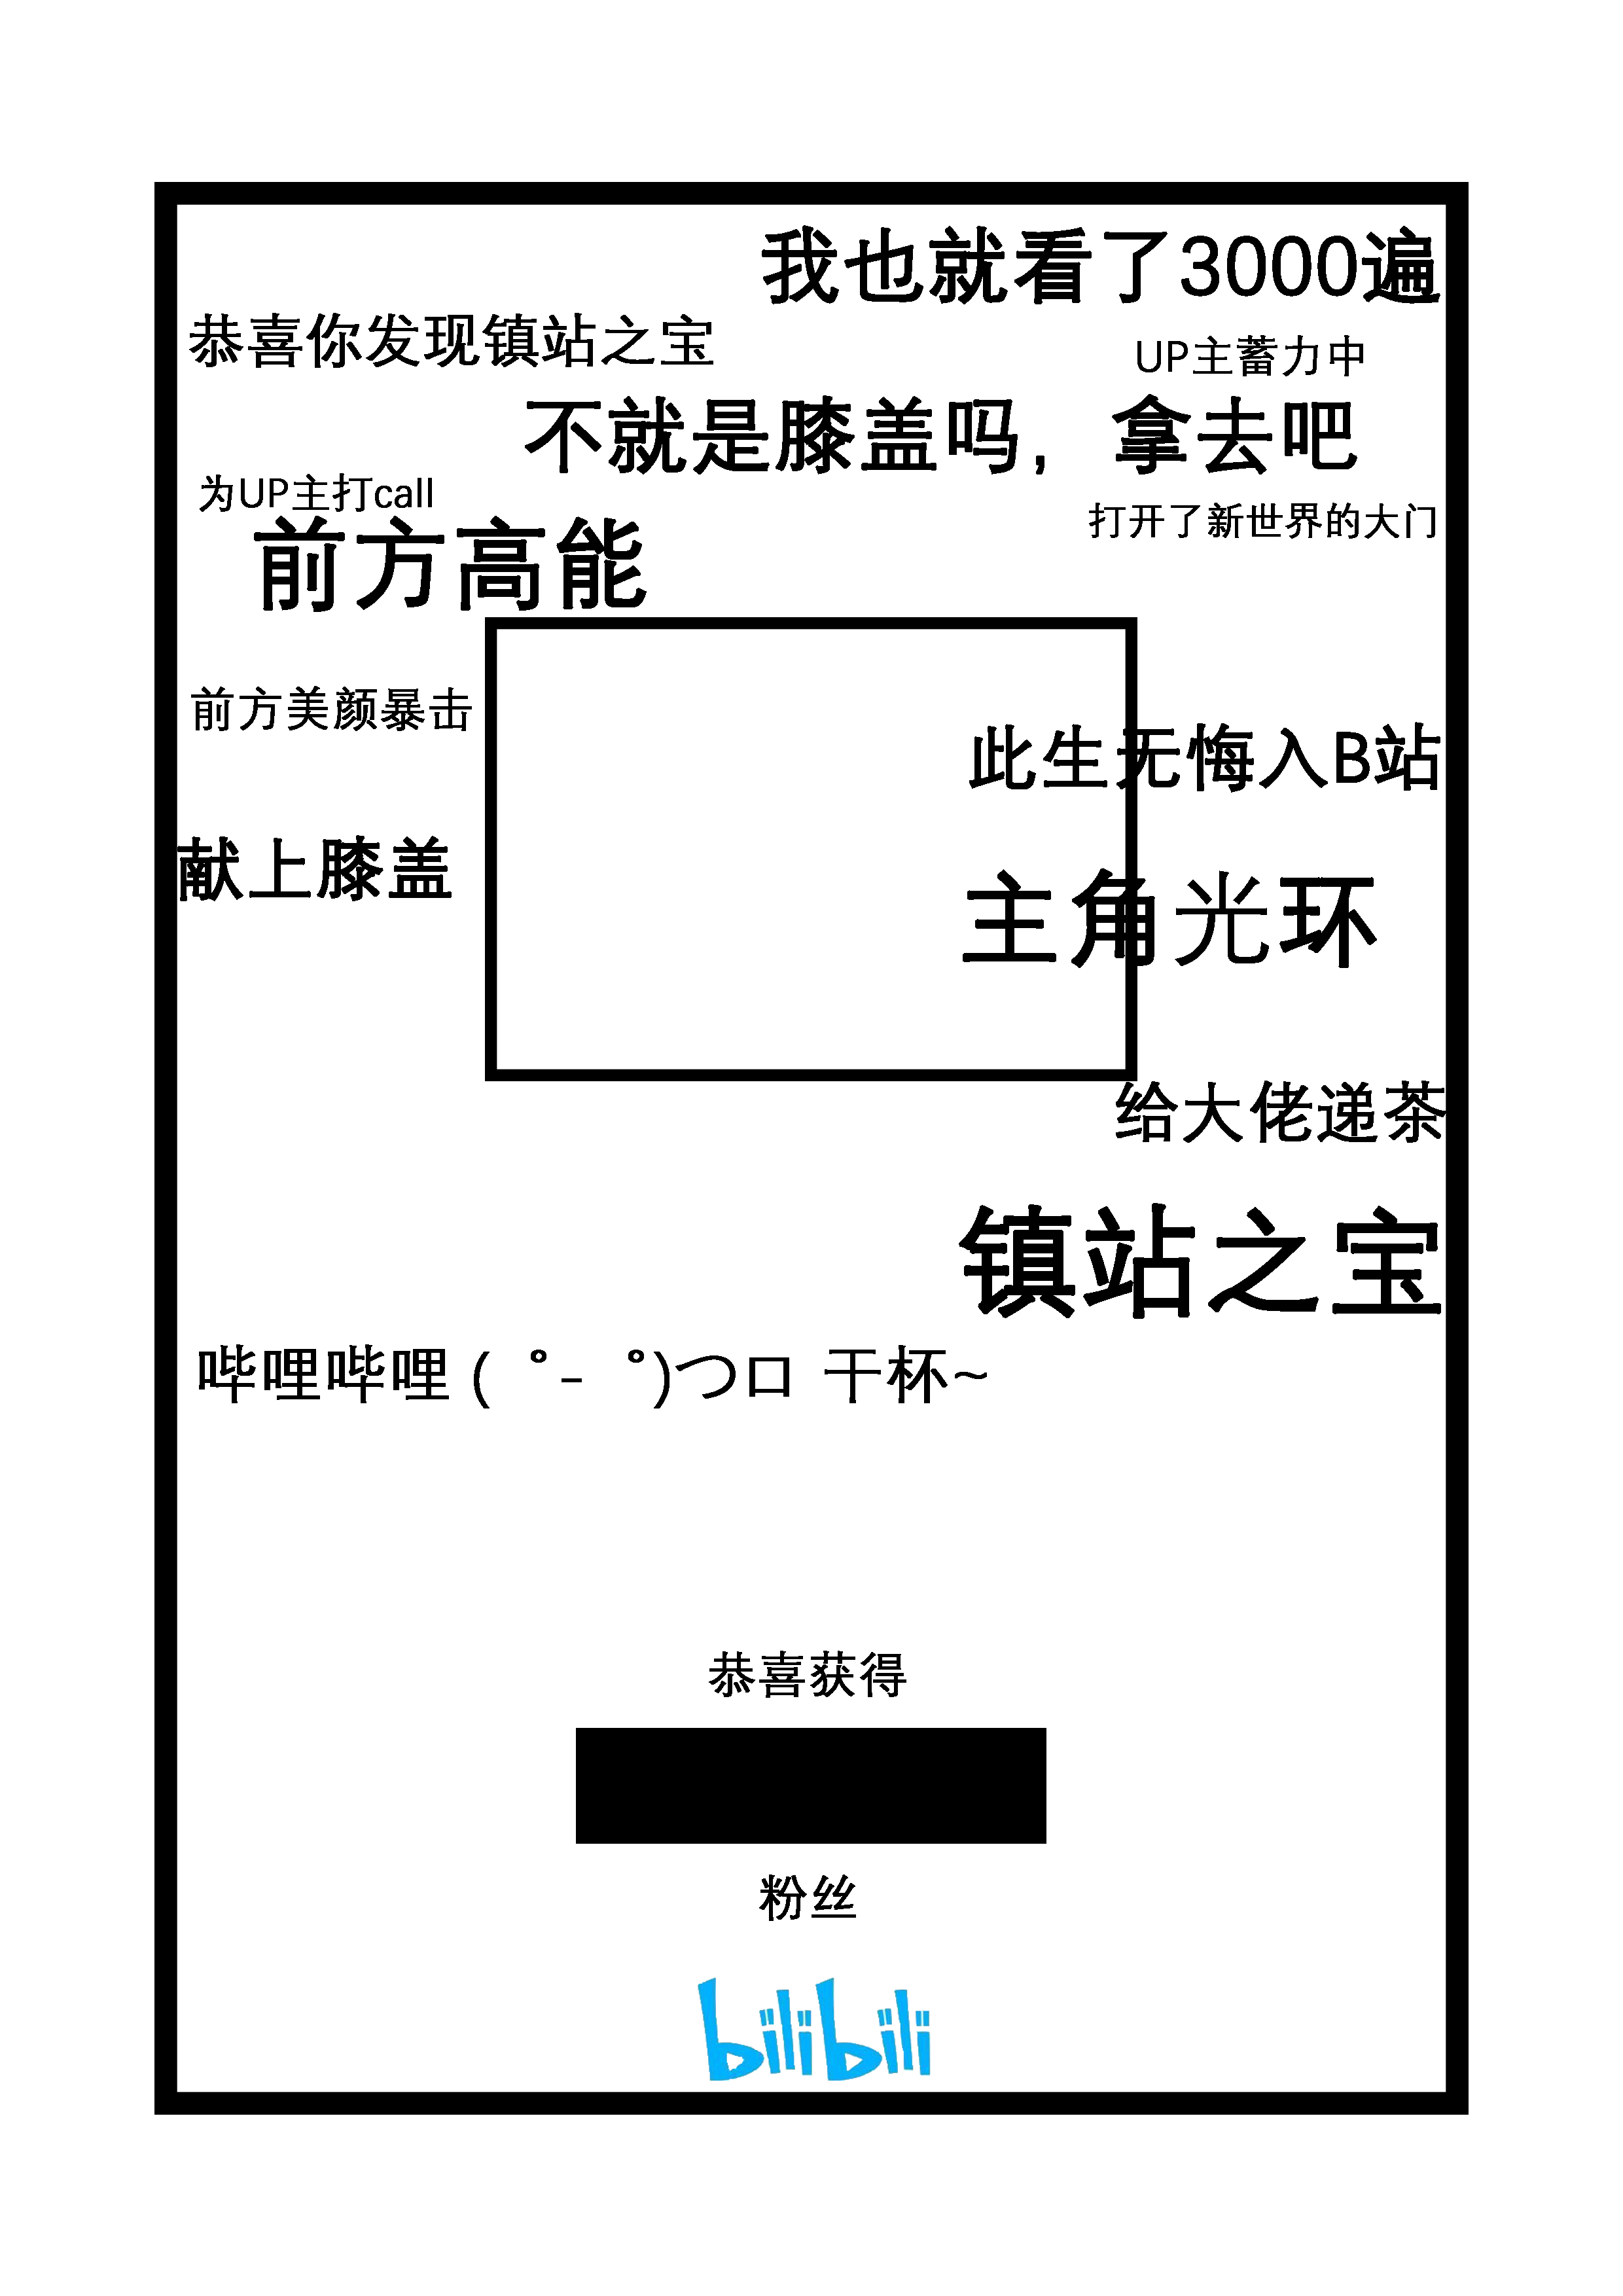 我也就看了3000遍
恭喜你发现镇站之宝
UP主蓄力中
不就是膝盖吗，拿去吧
为UP主打call
打开了新世界的大门
前方高能
前方美颜暴击
此生无悔入B站
献上膝盖
主角光环
给大佬递茶
镇站之宝
哔哩哔哩 ( ゜- ゜)つロ 干杯~
恭喜获得
粉丝
bilibili